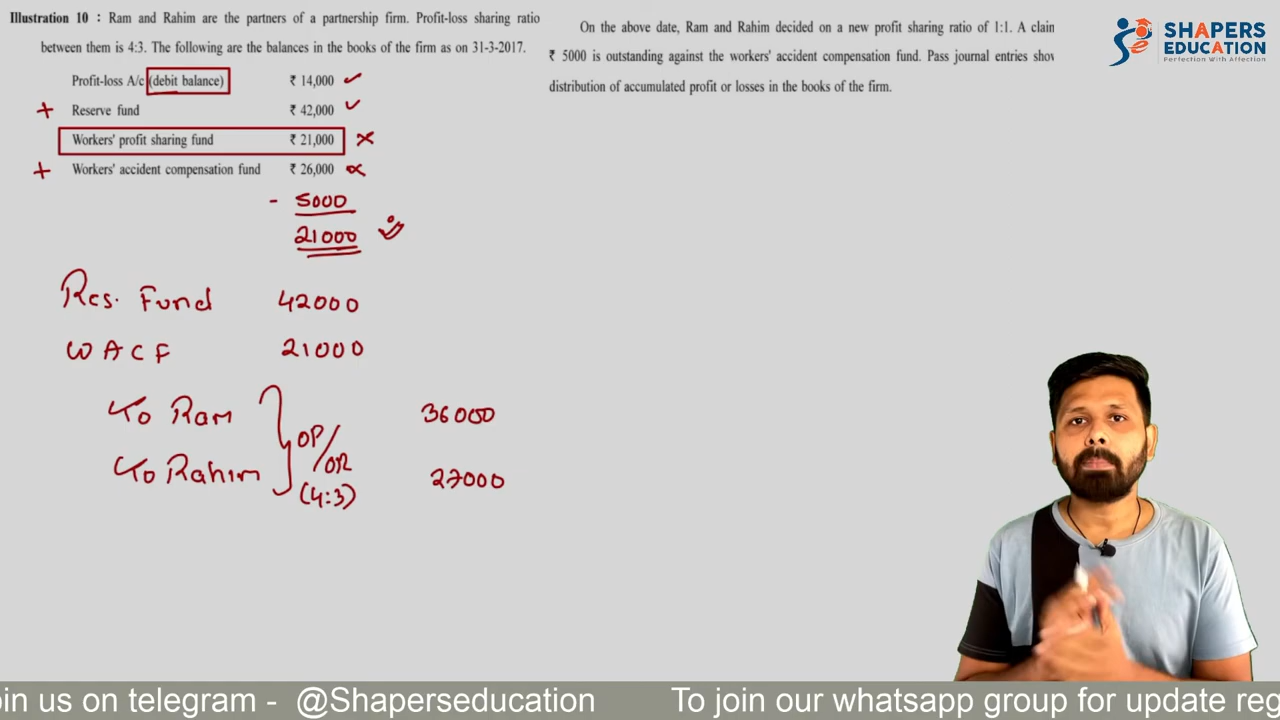 Illustration 10 : Ram and Rahim are the partners of a partnership firm. Profit-loss sharing ratio
between them is 4:3. The following are the balances in the books of the firm as on 31-3-2017.
Profit-loss A/c (debit balance) ₹ 14,000
+ Reserve fund ₹ 42,000
Workers' profit sharing fund ₹ 21,000
+ Workers' accident compensation fund ₹ 26,000
- 5000
21000
Res. Fund 42000
W A C F 21000
To Ram 36000
To Rahim 27000
OP/
OR
(4:3)
On the above date, Ram and Rahim decided on a new profit sharing ratio of 1:1. A claim
₹ 5000 is outstanding against the workers' accident compensation fund. Pass journal entries show
distribution of accumulated profit or losses in the books of the firm.
SHAPERS
EDUCATION
Perfection With Affection
oin us on telegram - @Shaperseducation To join our whatsapp group for update reg